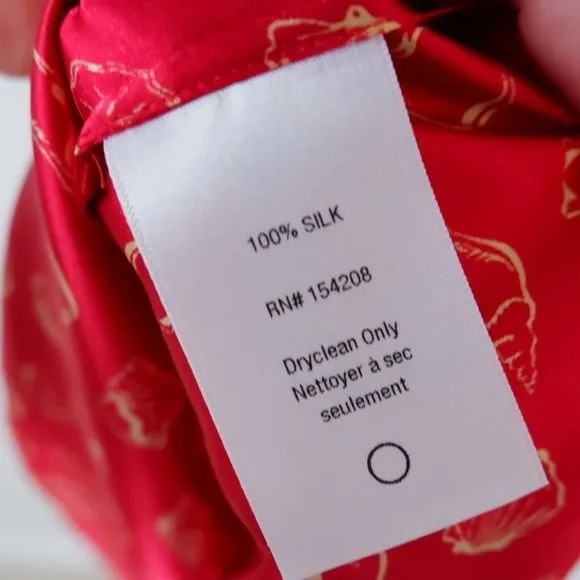 100% SILK
RN# 154208
Dryclean Only
Nettoyer à sec
seulement